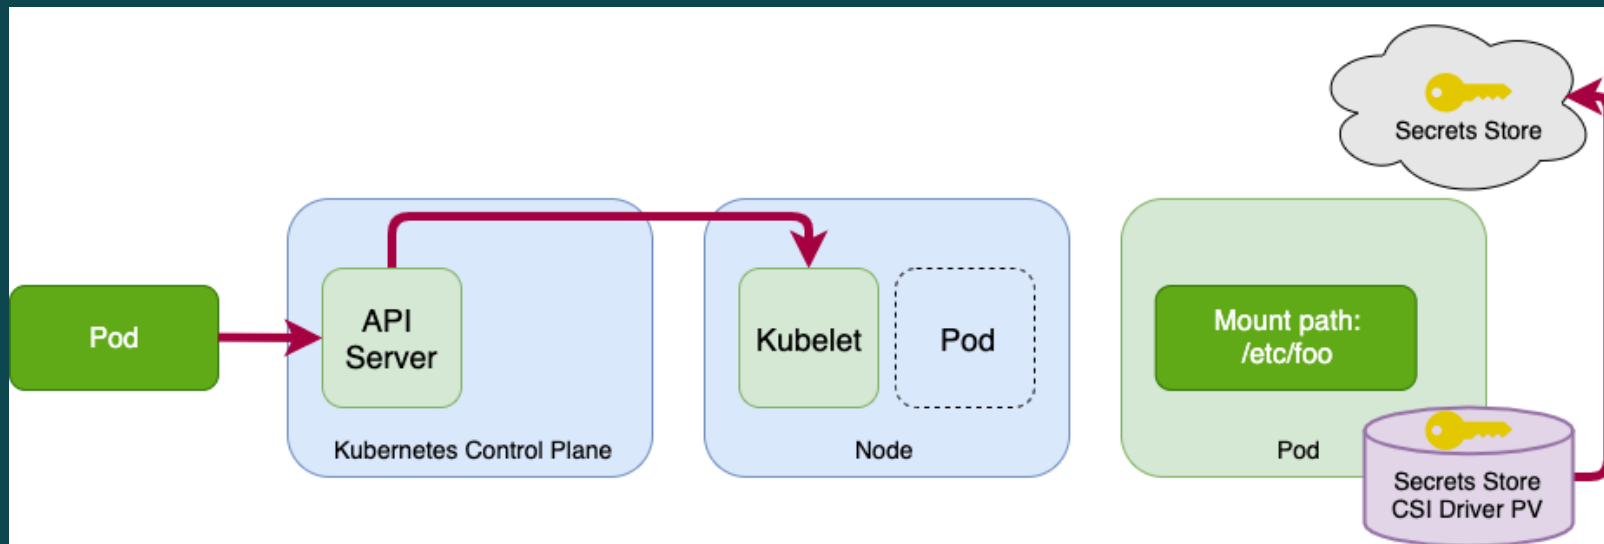 Pod
API
Server
Kubernetes Control Plane
Kubelet
Pod
Node
Mount path:
/etc/foo
Pod
Secrets Store
Secrets Store
CSI Driver PV